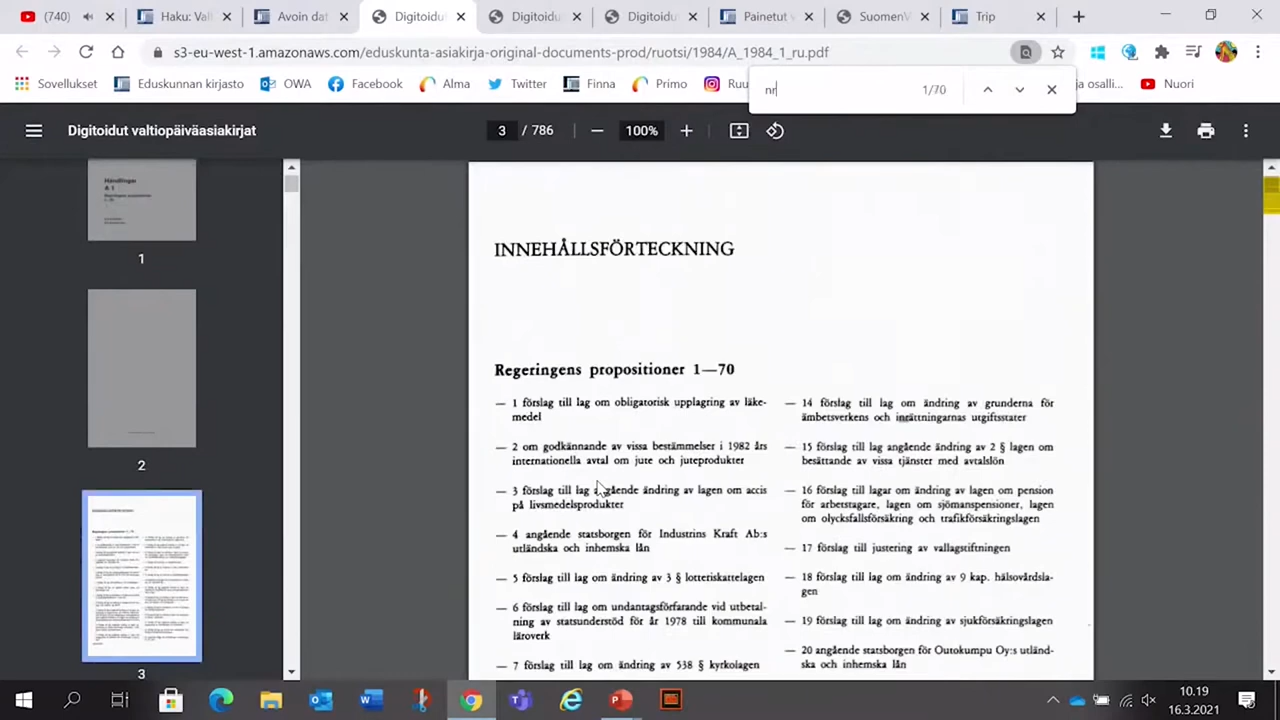 (740)
Haku: Val
Avoin dat
Digitoidut
Digitoidut
Digitoidut
Painetut v
SuomenV
Trip
s3-eu-west-1.amazonaws.com/eduskunta-asiakirja-original-documents-prod/ruotsi/1984/A_1984_1_ru.pdf
Sovellukset
Eduskunnan kirjasto
OWA
Facebook
Alma
Twitter
Finna
Primo
Ruu
a osalli...
Nuori
nr
1/70
Digitoidut valtiopäiväasiakirjat
3 / 786
100%
Handlingar
A 1
1
2
3
INNEHÅLLSFÖRTECKNING
Regeringens propositioner 1—70
— 1 förslag till lag om obligatorisk upplagring av läke-
medel
— 2 om godkännande av vissa bestämmelser i 1982 års
internationella avtal om jute och juteprodukter
— 3 förslag till lag angående ändring av lagen om accis
på livsmedelsprodukter
— 4 angående statsborgen för Industrins Kraft Ab:s
utländska och inhemska lån
— 5 förslag till lag om ändring av 3 § lotteriskattelagen
— 6 förslag till lag om undantagsförfarande vid utbetal-
ning av statsunderstöd för år 1978 till kommunala
läroverk
— 7 förslag till lag om ändring av 538 § kyrkolagen
— 14 förslag till lag om ändring av grunderna för
ämbetsverkens och inrättningarnas utgiftsstater
— 15 förslag till lag angående ändring av 2 § lagen om
besättande av vissa tjänster med avtalslön
— 16 förslag till lagar om ändring av lagen om pension
för arbetstagare, lagen om sjömanspensioner, lagen
om olycksfallsförsäkring och trafikförsäkringslagen
— 17 förslag till justering av vallagstiftningen
— 18 förslag till lag om ändring av 9 kap. hälsovårdsla-
gen
— 19 förslag till lag om ändring av sjukförsäkringslagen
— 20 angående statsborgen för Outokumpu Oy:s utländ-
ska och inhemska lån
10.19
16.3.2021